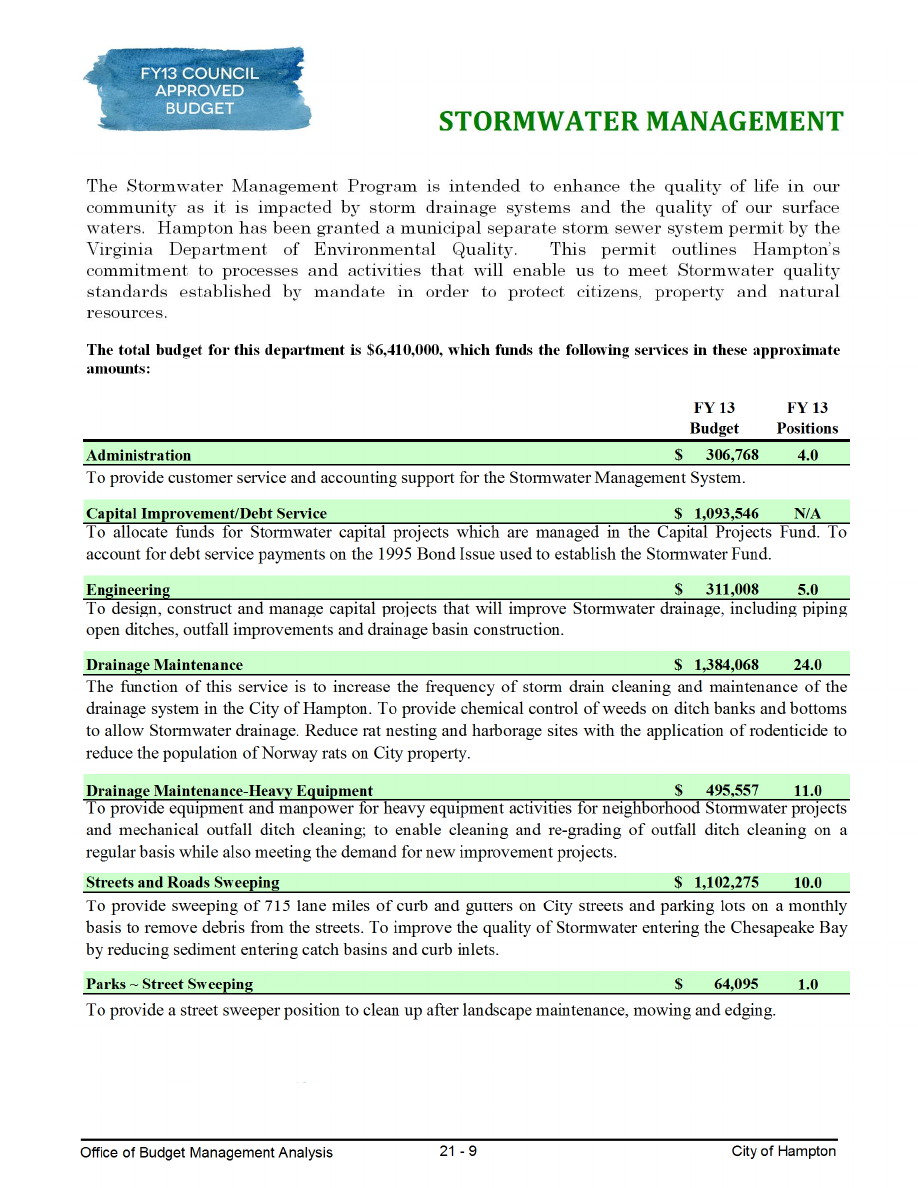 FY13 COUNCIL
APPROVED
BUDGET
STORMWATER MANAGEMENT
The Stormwater Management Program is intended to enhance the quality of life in our
community as it is impacted by storm drainage systems and the quality of our surface
waters. Hampton has been granted a municipal separate storm sewer system permit by the
Virginia Department of Environmental Quality. This permit outlines Hampton's
commitment to processes and activities that will enable us to meet Stormwater quality
standards established by mandate in order to protect citizens, property and natural
resources.
The total budget for this department is $6,410,000, which funds the following services in these approximate
amounts:
FY 13 FY 13
Budget Positions
Administration $ 306,768 4.0
To provide customer service and accounting support for the Stormwater Management System.
Capital Improvement/Debt Service $ 1,093,546 N/A
To allocate funds for Stormwater capital projects which are managed in the Capital Projects Fund. To
account for debt service payments on the 1995 Bond Issue used to establish the Stormwater Fund.
Engineering $ 311,008 5.0
To design, construct and manage capital projects that will improve Stormwater drainage, including piping
open ditches, outfall improvements and drainage basin construction.
Drainage Maintenance $ 1,384,068 24.0
The function of this service is to increase the frequency of storm drain cleaning and maintenance of the
drainage system in the City of Hampton. To provide chemical control of weeds on ditch banks and bottoms
to allow Stormwater drainage. Reduce rat nesting and harborage sites with the application of rodenticide to
reduce the population of Norway rats on City property.
Drainage Maintenance-Heavy Equipment $ 495,557 11.0
To provide equipment and manpower for heavy equipment activities for neighborhood Stormwater projects
and mechanical outfall ditch cleaning; to enable cleaning and re-grading of outfall ditch cleaning on a
regular basis while also meeting the demand for new improvement projects.
Streets and Roads Sweeping $ 1,102,275 10.0
To provide sweeping of 715 lane miles of curb and gutters on City streets and parking lots on a monthly
basis to remove debris from the streets. To improve the quality of Stormwater entering the Chesapeake Bay
by reducing sediment entering catch basins and curb inlets.
Parks ~ Street Sweeping $ 64,095 1.0
To provide a street sweeper position to clean up after landscape maintenance, mowing and edging.
Office of Budget Management Analysis 21 - 9 City of Hampton